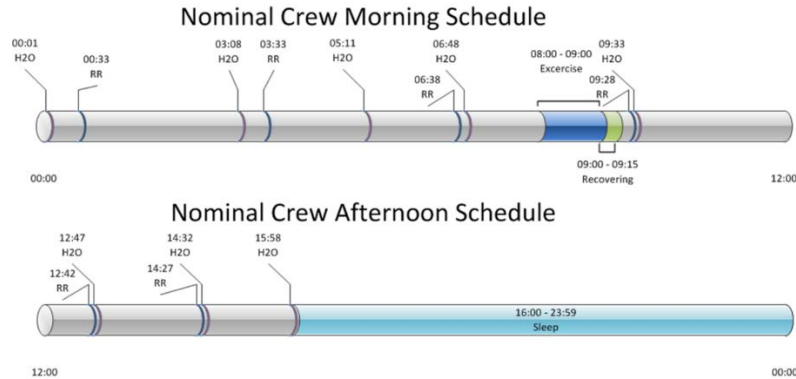 Nominal Crew Morning Schedule
00:01
H2O
00:33
RR
03:08
H2O
03:33
RR
05:11
H2O
06:38
RR
06:48
H2O
08:00 - 09:00
Excercise
09:28
RR
09:33
H2O
09:00 - 09:15
Recovering
00:00
12:00
Nominal Crew Afternoon Schedule
12:42
RR
12:47
H2O
14:27
RR
14:32
H2O
15:58
H2O
16:00 - 23:59
Sleep
12:00
00:00